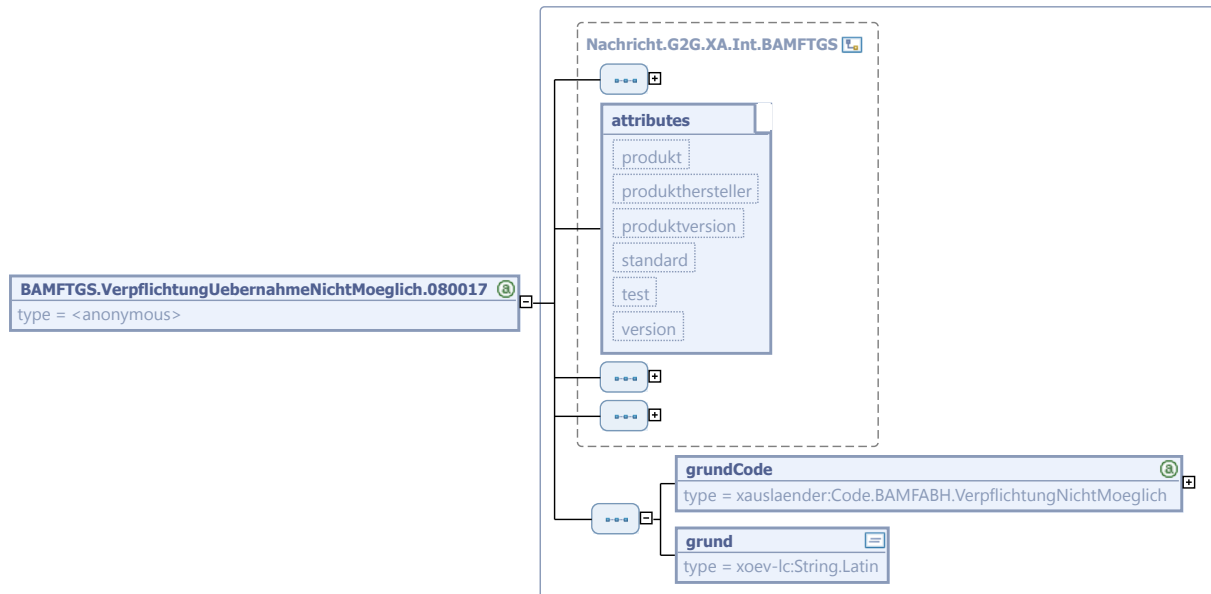 Nachricht.G2G.XA.Int.BAMFTGS
attributes
produkt
produkthersteller
produktversion
standard
test
version
BAMFTGS.VerpflichtungUebernahmeNichtMoeglich.080017
type = <anonymous>
grundCode
type = xauslaender:Code.BAMFABH.VerpflichtungNichtMoeglich
grund
type = xoev-lc:String.Latin